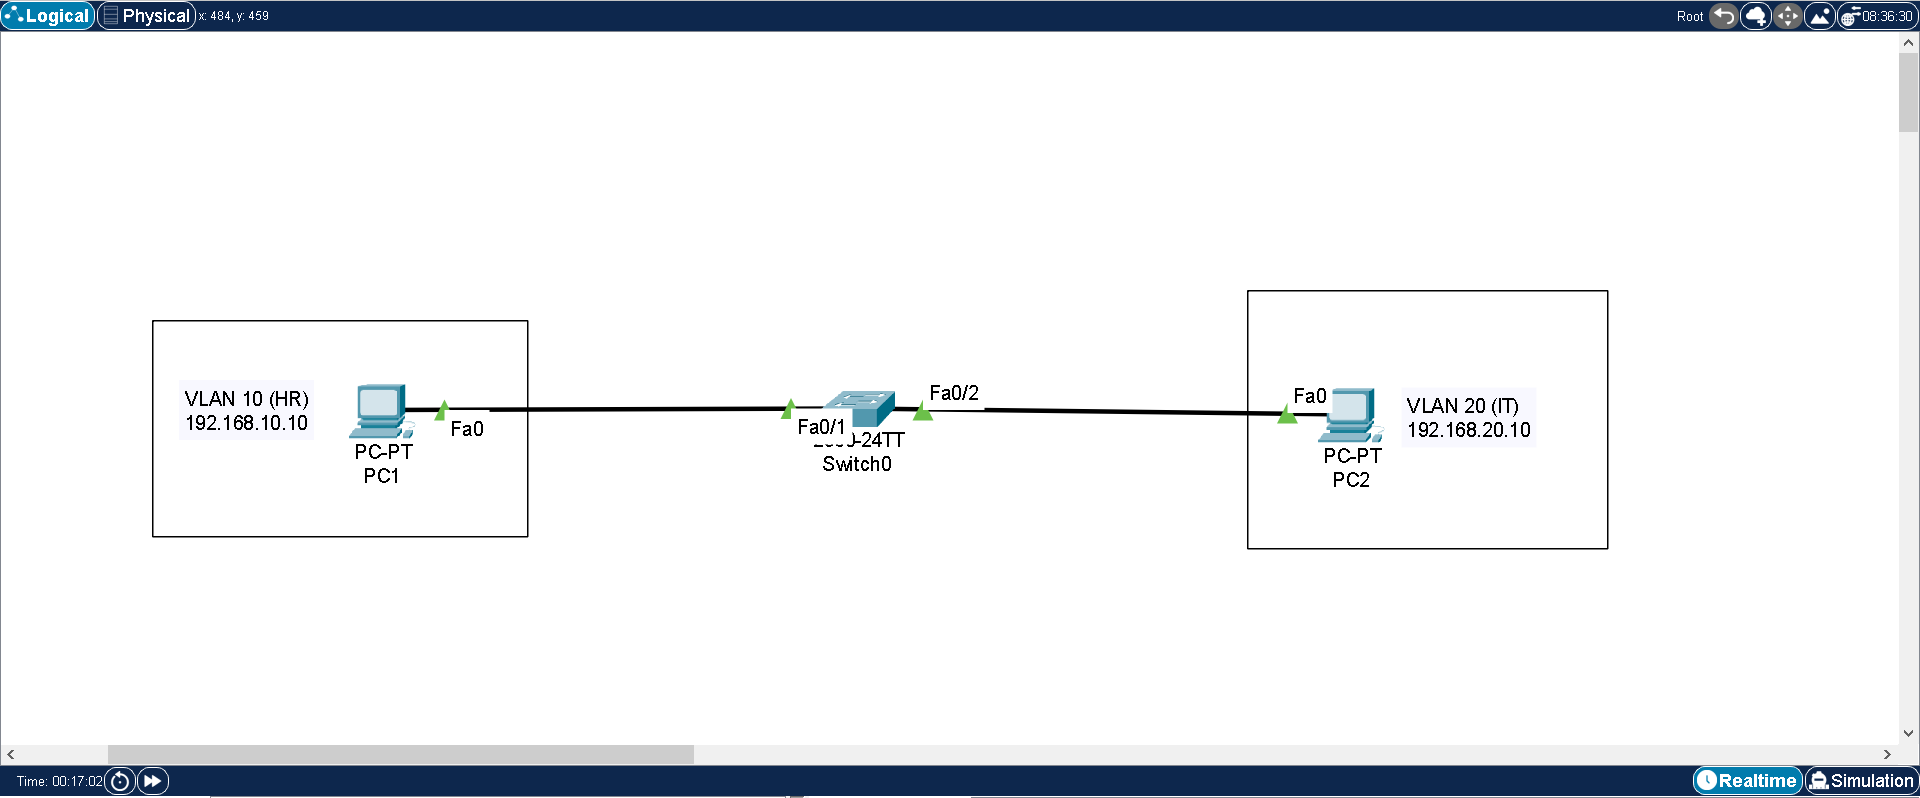 Logical Physical x: 484, y: 459 Root 08:36:30
VLAN 10 (HR)
192.168.10.10
Fa0
PC-PT
PC1
Fa0/1
Fa0/2
-24TT
Switch0
Fa0
VLAN 20 (IT)
192.168.20.10
PC-PT
PC2
Time: 00:17:02 Realtime Simulation